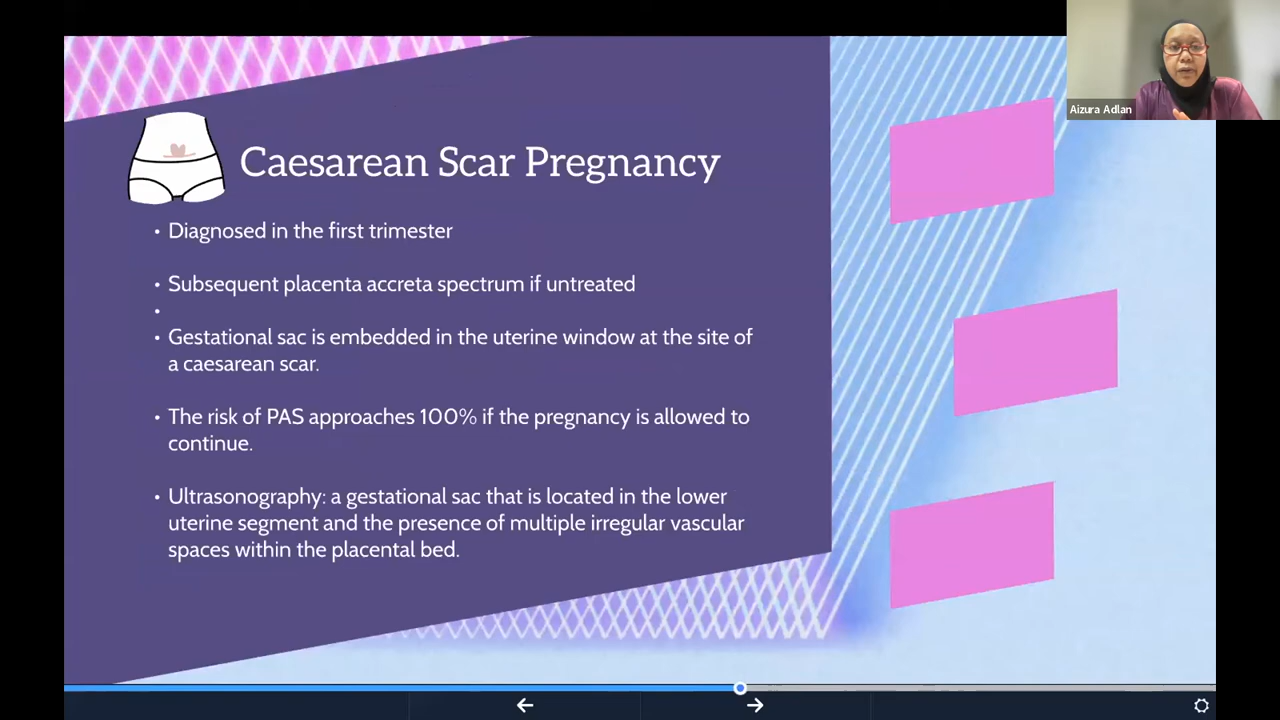 Aizura Adlan
Caesarean Scar Pregnancy
• Diagnosed in the first trimester
• Subsequent placenta accreta spectrum if untreated
•
• Gestational sac is embedded in the uterine window at the site of
a caesarean scar.
• The risk of PAS approaches 100% if the pregnancy is allowed to
continue.
• Ultrasonography: a gestational sac that is located in the lower
uterine segment and the presence of multiple irregular vascular
spaces within the placental bed.